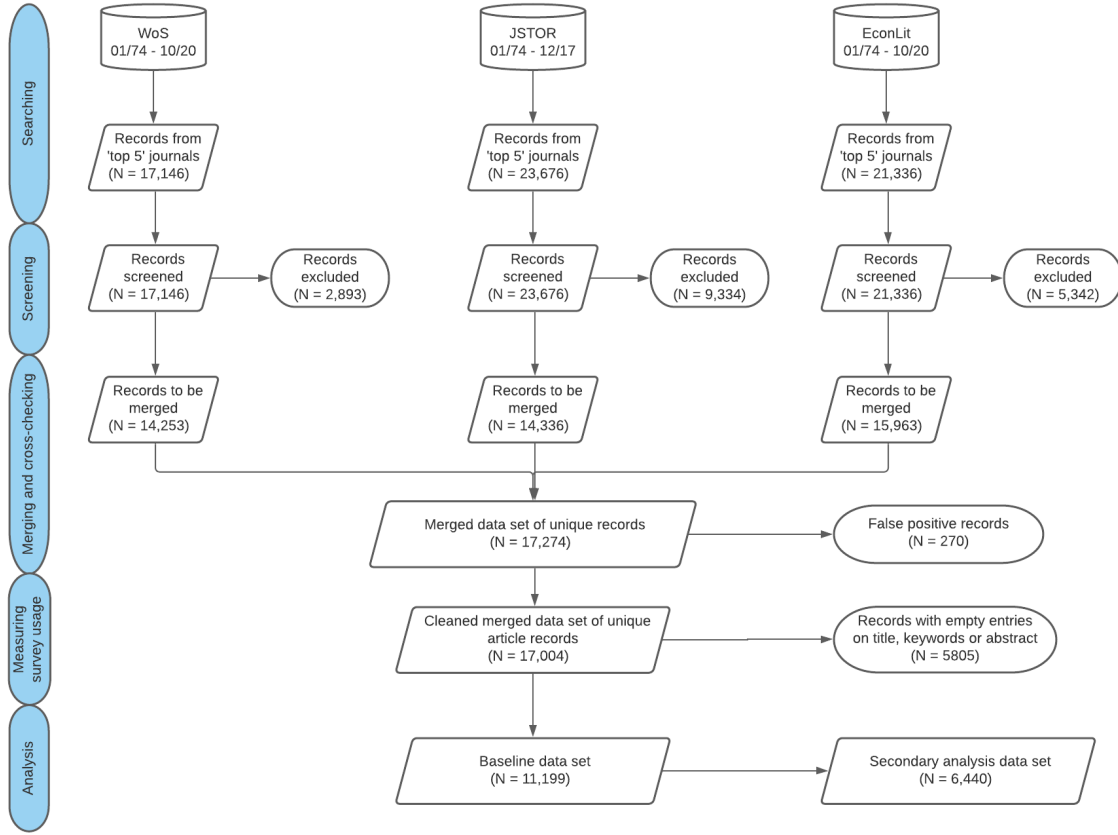 Searching
WoS
01/74 - 10/20
JSTOR
01/74 - 12/17
EconLit
01/74 - 10/20
Records from
'top 5' journals
(N = 17,146)
Records from
'top 5' journals
(N = 23,676)
Records from
'top 5' journals
(N = 21,336)
Screening
Records
screened
(N = 17,146)
Records
excluded
(N = 2,893)
Records
screened
(N = 23,676)
Records
excluded
(N = 9,334)
Records
screened
(N = 21,336)
Records
excluded
(N = 5,342)
Merging and cross-checking
Records to be
merged
(N = 14,253)
Records to be
merged
(N = 14,336)
Records to be
merged
(N = 15,963)
Merged data set of unique records
(N = 17,274)
False positive records
(N = 270)
Measuring
survey usage
Cleaned merged data set of unique
article records
(N = 17,004)
Records with empty entries
on title, keywords or abstract
(N = 5805)
Analysis
Baseline data set
(N = 11,199)
Secondary analysis data set
(N = 6,440)